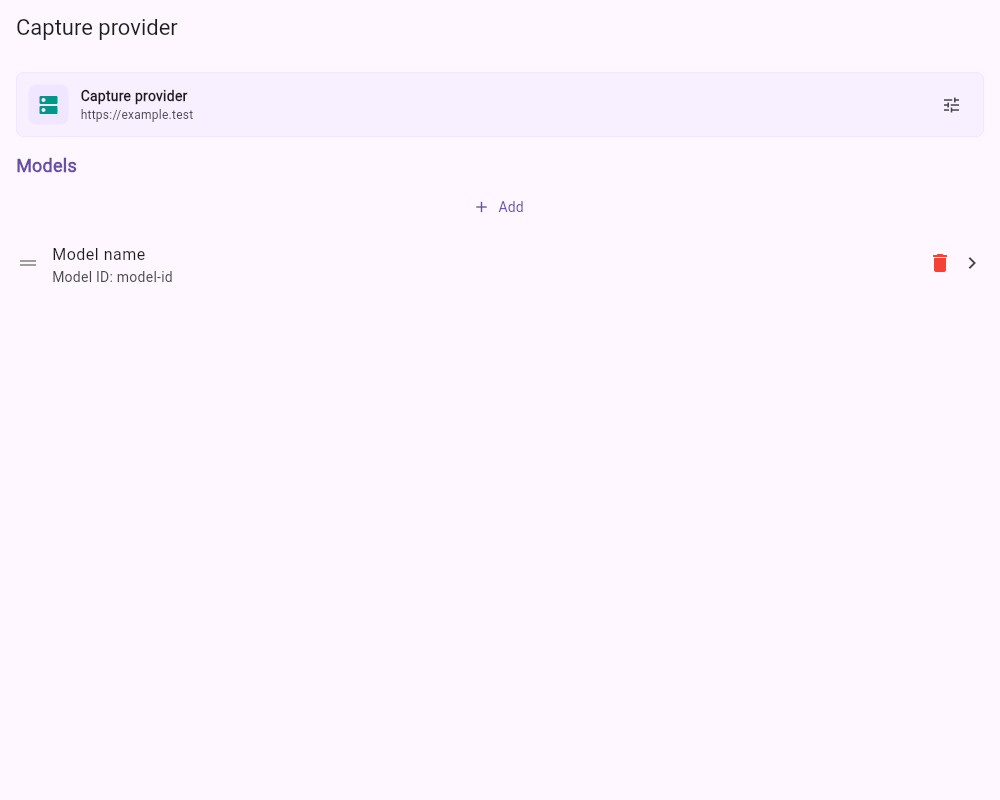 Capture provider
Capture provider
https://example.test
Models
Add
Model name
Model ID: model-id